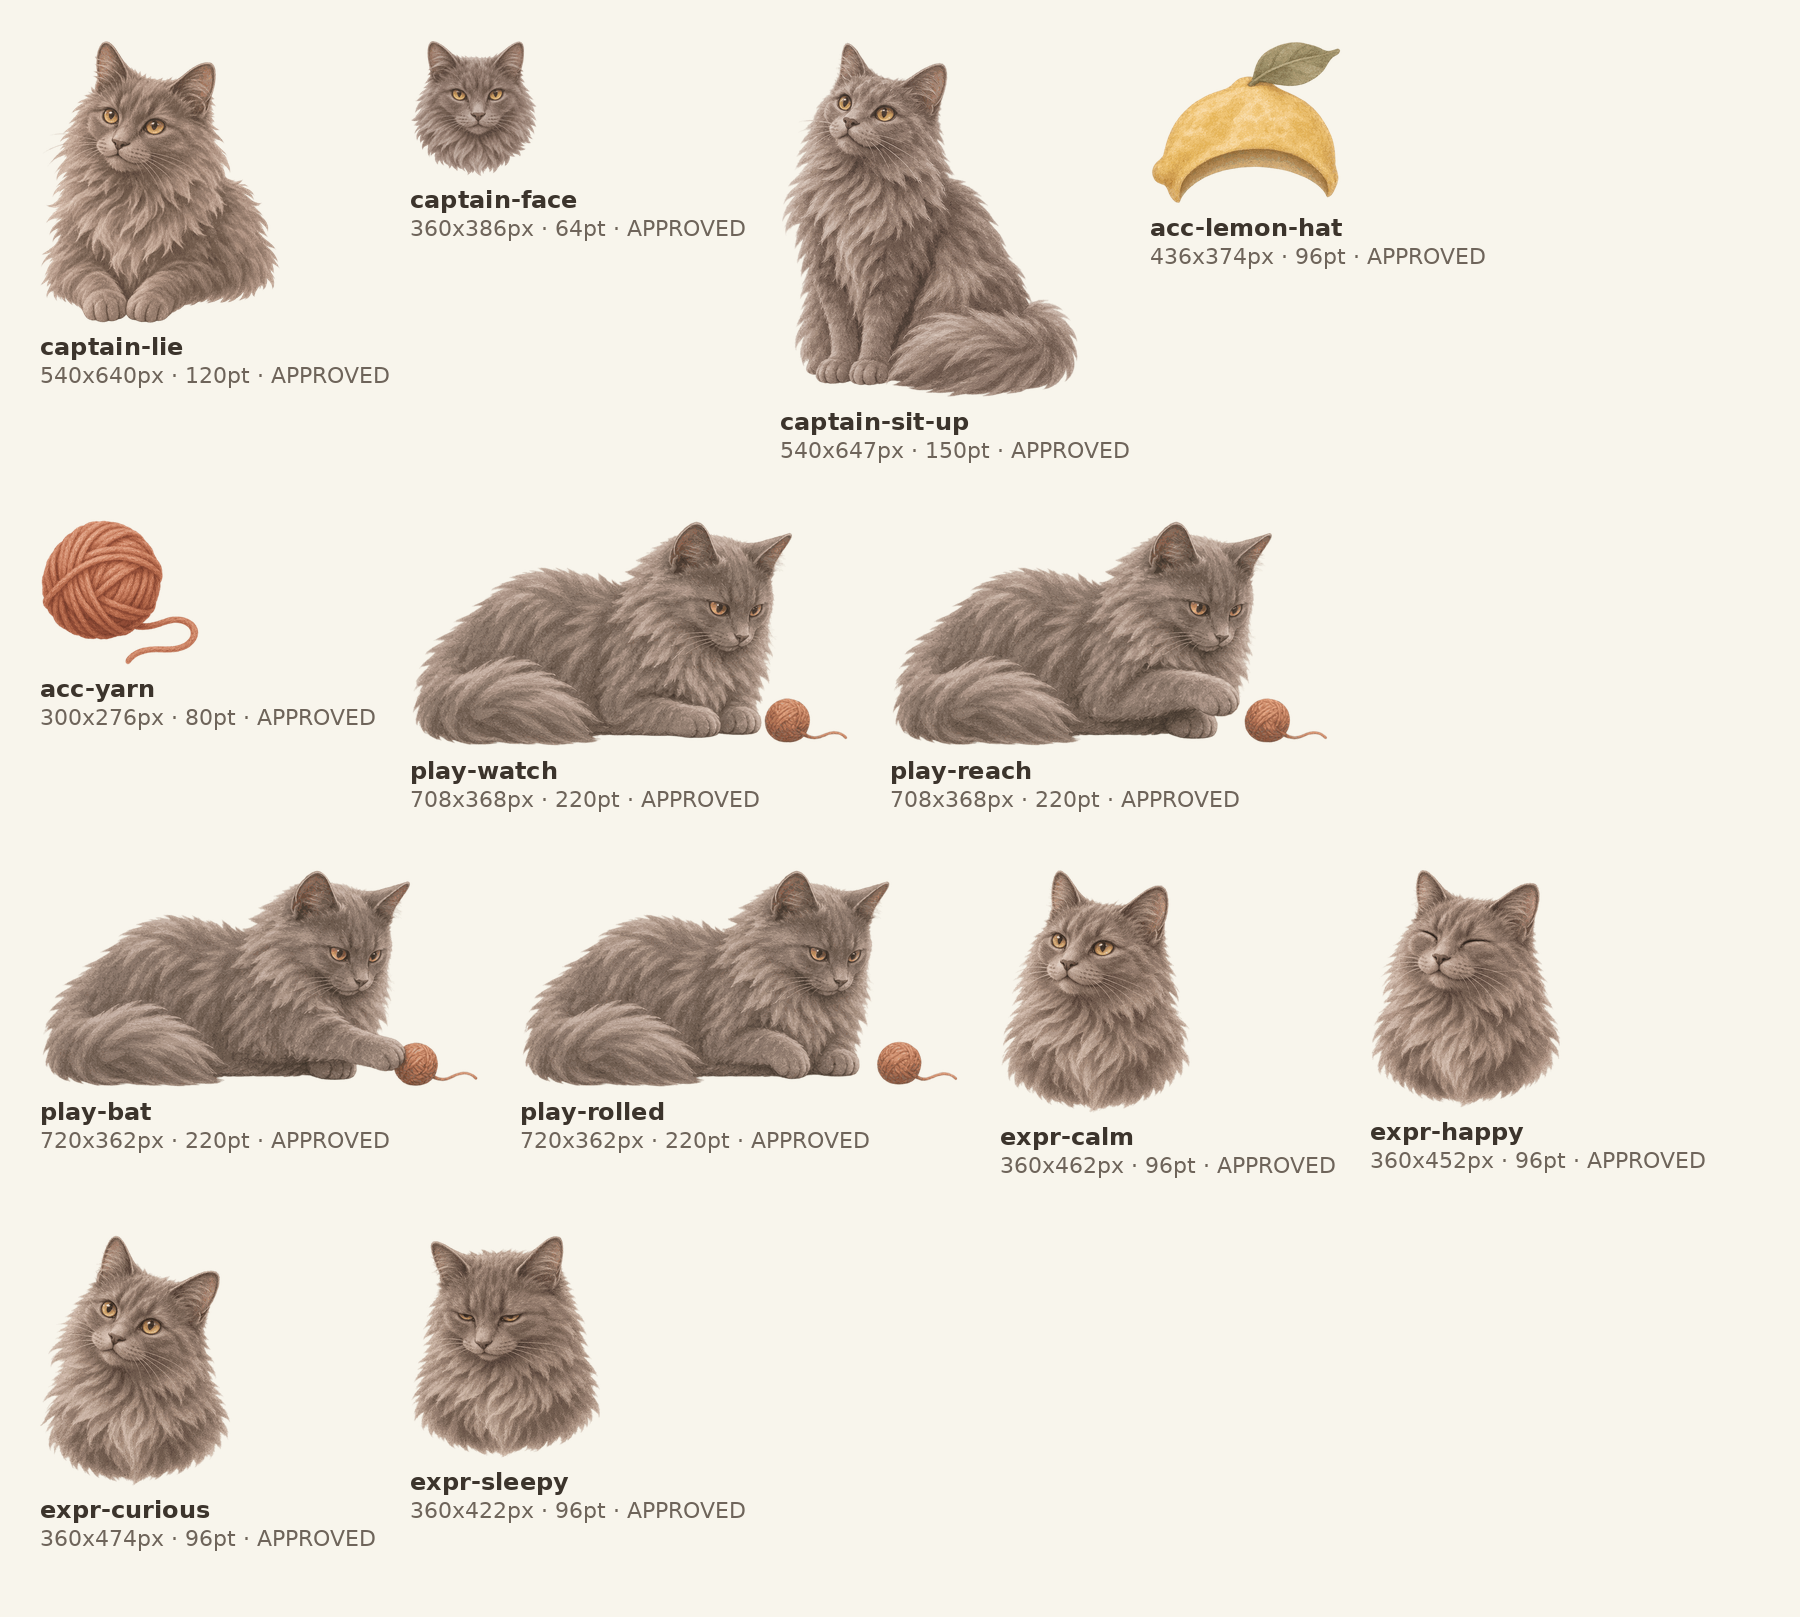 captain-lie
540x640px · 120pt · APPROVED
captain-face
360x386px · 64pt · APPROVED
captain-sit-up
540x647px · 150pt · APPROVED
acc-lemon-hat
436x374px · 96pt · APPROVED
acc-yarn
300x276px · 80pt · APPROVED
play-watch
708x368px · 220pt · APPROVED
play-reach
708x368px · 220pt · APPROVED
play-bat
720x362px · 220pt · APPROVED
play-rolled
720x362px · 220pt · APPROVED
expr-calm
360x462px · 96pt · APPROVED
expr-happy
360x452px · 96pt · APPROVED
expr-curious
360x474px · 96pt · APPROVED
expr-sleepy
360x422px · 96pt · APPROVED